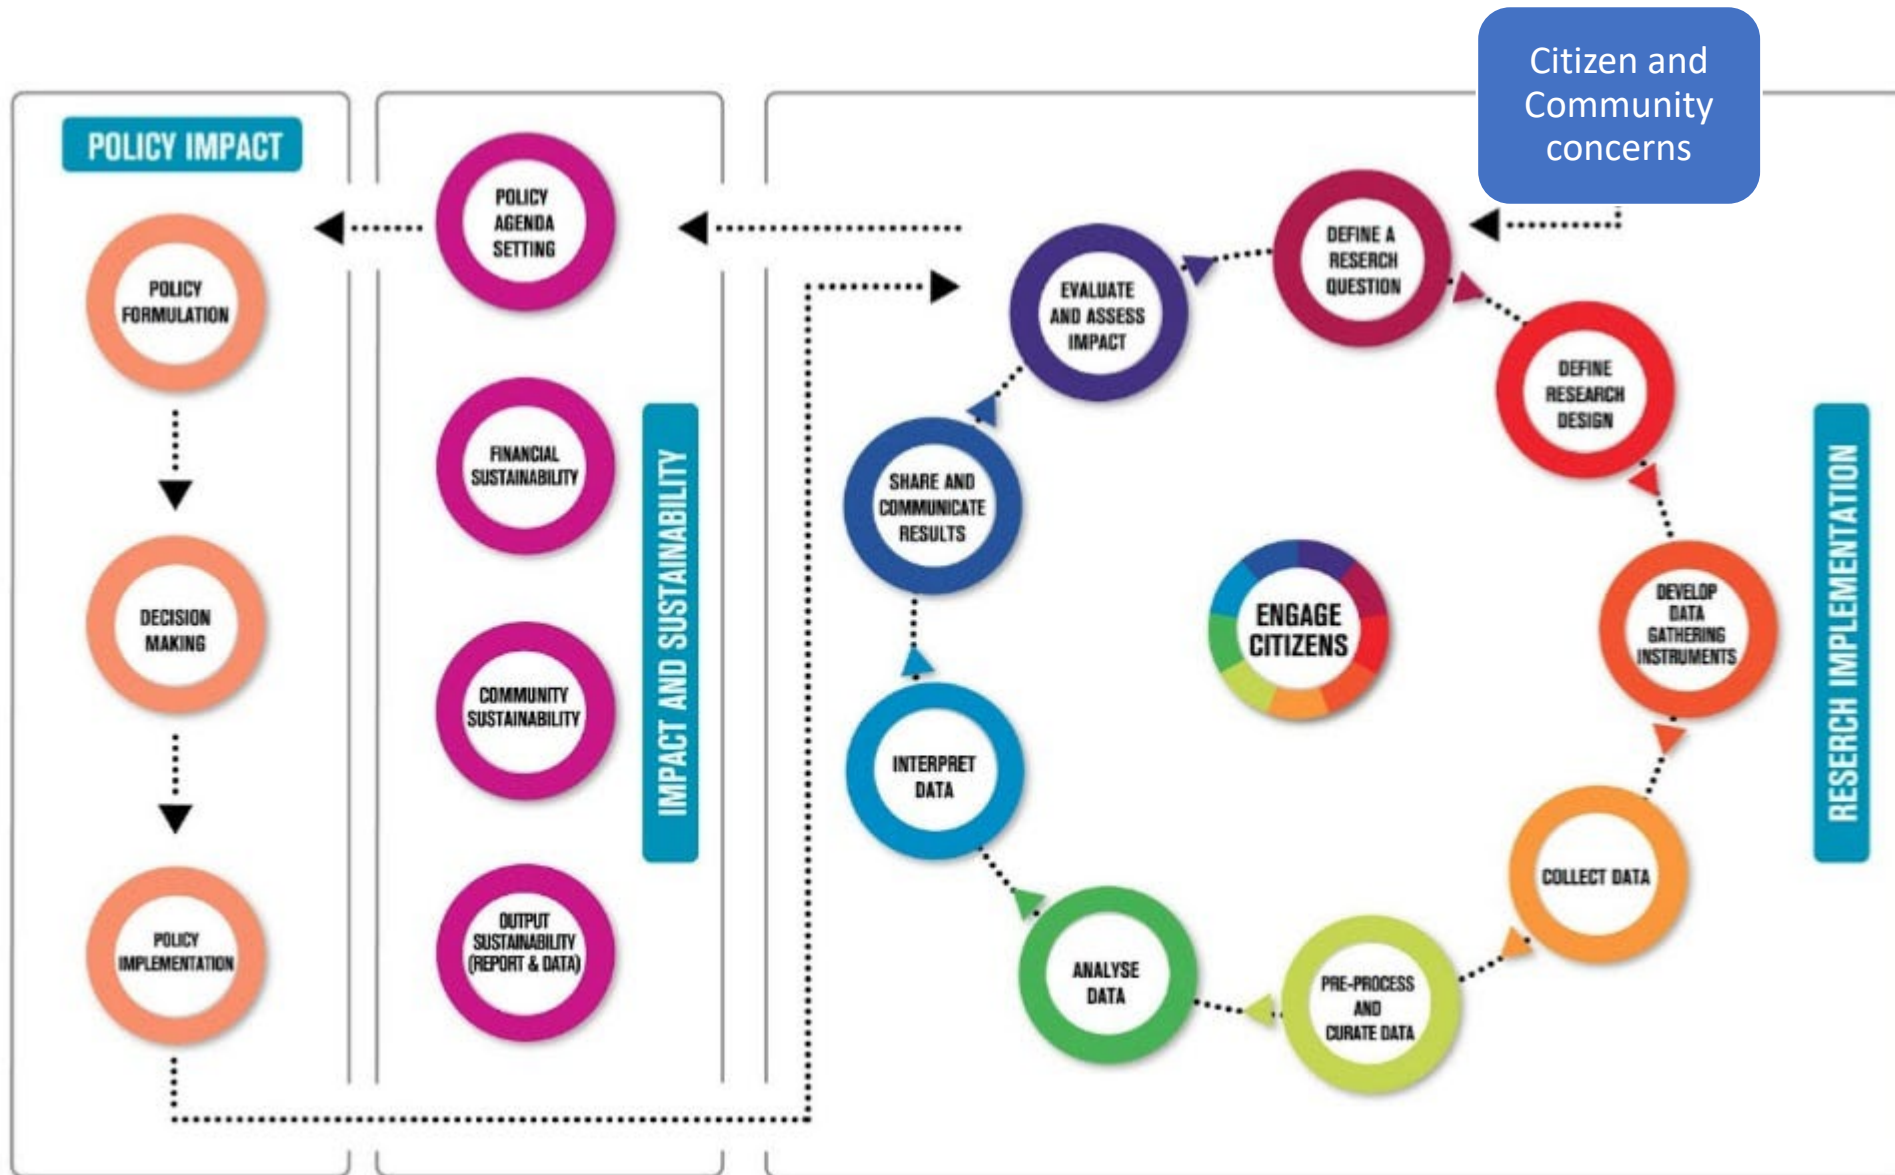 Citizen and
Community
concerns
POLICY IMPACT
POLICY
FORMULATION
DECISION
MAKING
POLICY
IMPLEMENTATION
POLICY
AGENDA
SETTING
FINANCIAL
SUSTAINABILITY
COMMUNITY
SUSTAINABILITY
OUTPUT
SUSTAINABILITY
(REPORT & DATA)
IMPACT AND SUSTAINABILITY
DEFINE A
RESERCH
QUESTION
DEFINE
RESEARCH
DESIGN
DEVELOP
DATA
GATHERING
INSTRUMENTS
COLLECT DATA
PRE-PROCESS
AND
CURATE DATA
ANALYSE
DATA
INTERPRET
DATA
SHARE AND
COMMUNICATE
RESULTS
EVALUATE
AND ASSESS
IMPACT
ENGAGE
CITIZENS
RESERCH IMPLEMENTATION